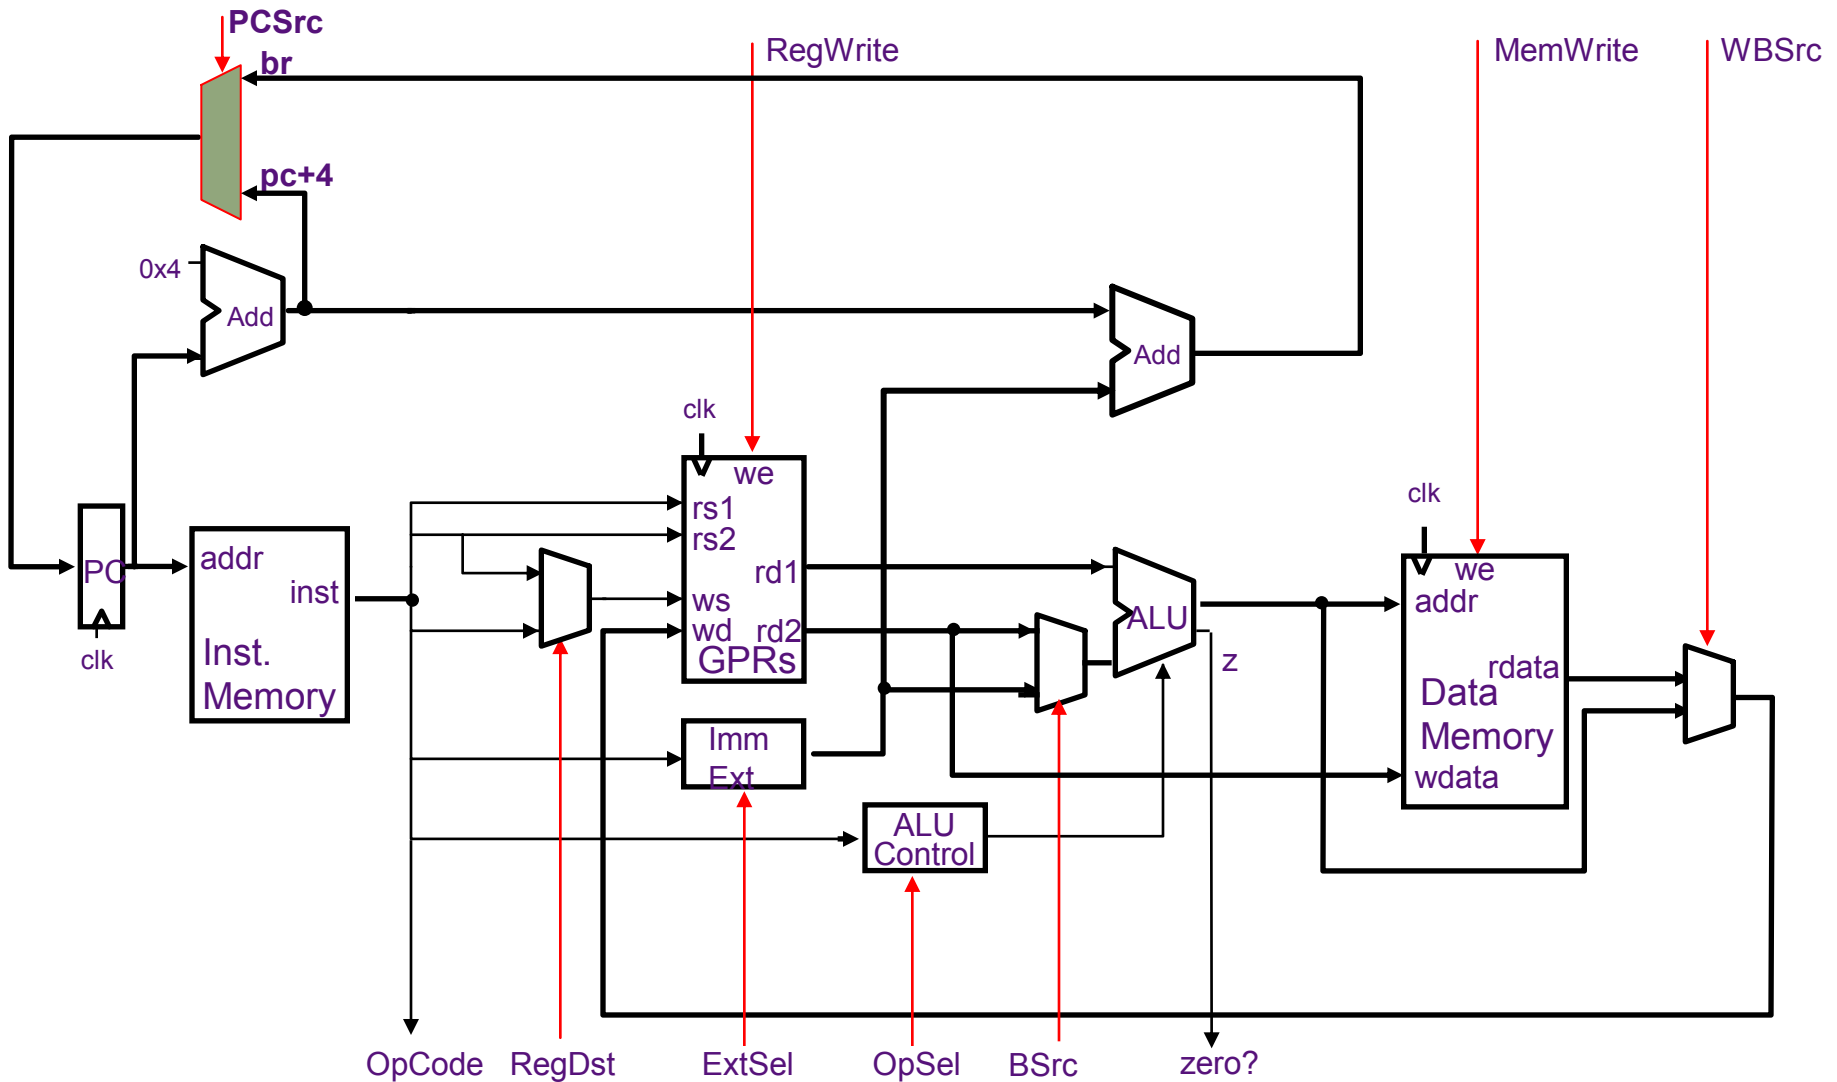 PCSrc
br
RegWrite
MemWrite
WBSrc
pc+4
0x4
Add
Add
clk
we
rs1
rs2
rd1
ws
wd
rd2
GPRs
PC
clk
addr
inst
Inst.
Memory
ALU
z
clk
we
addr
rdata
Data
Memory
wdata
Imm
Ext
ALU
Control
OpCode
RegDst
ExtSel
OpSel
BSrc
zero?